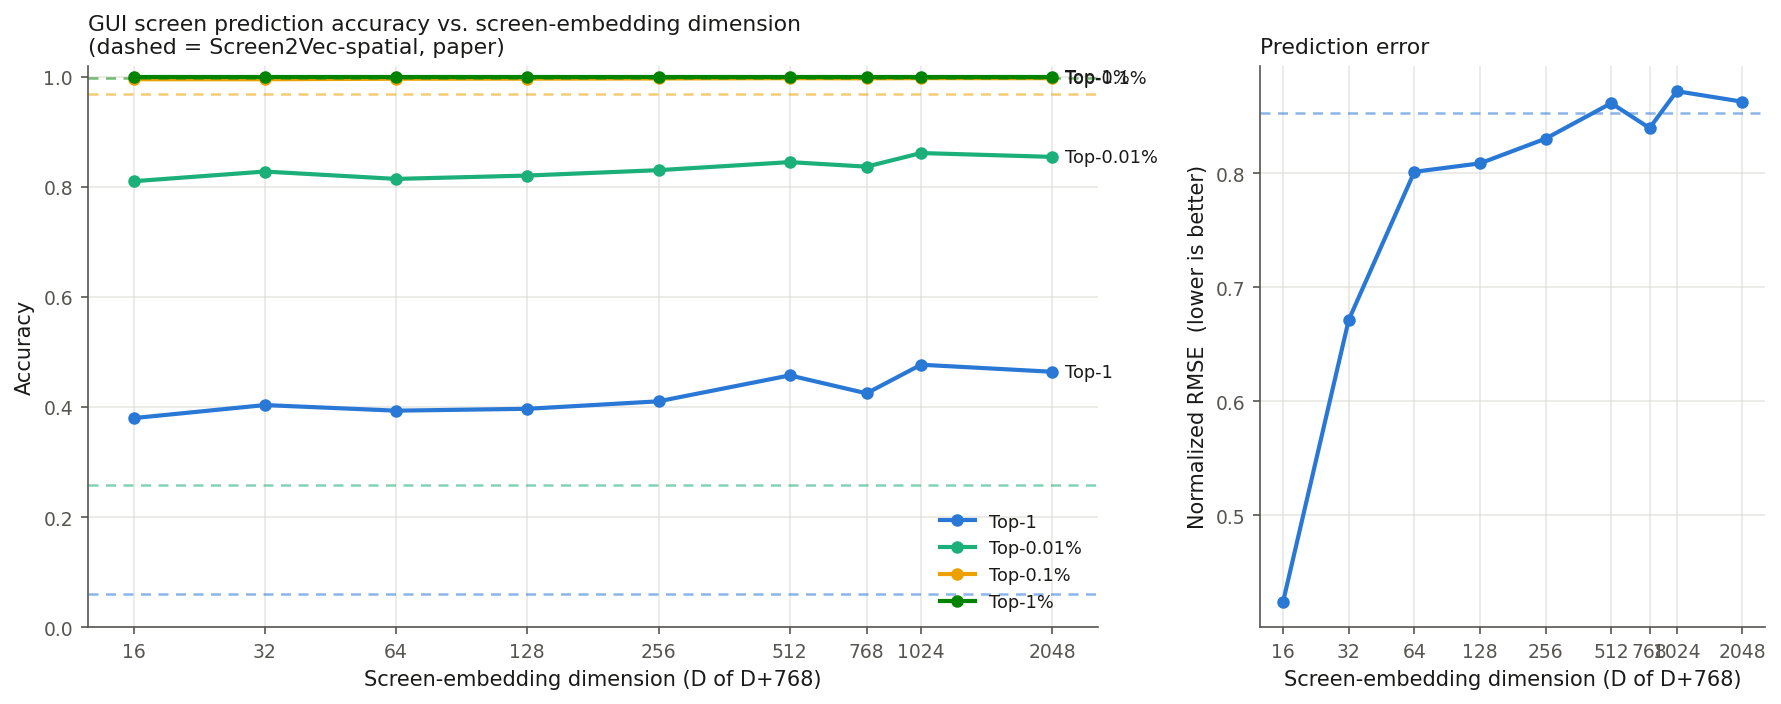 GUI screen prediction accuracy vs. screen-embedding dimension
(dashed = Screen2Vec-spatial, paper)
Accuracy
1.0
0.8
0.6
0.4
0.2
0.0
Top-1%
Top-0.1%
Top-0.01%
Top-1
Top-1
Top-0.01%
Top-0.1%
Top-1%
16 32 64 128 256 512 768 1024 2048
Screen-embedding dimension (D of D+768)
Prediction error
Normalized RMSE (lower is better)
0.8
0.7
0.6
0.5
16 32 64 128 256 512 768 1024 2048
Screen-embedding dimension (D of D+768)